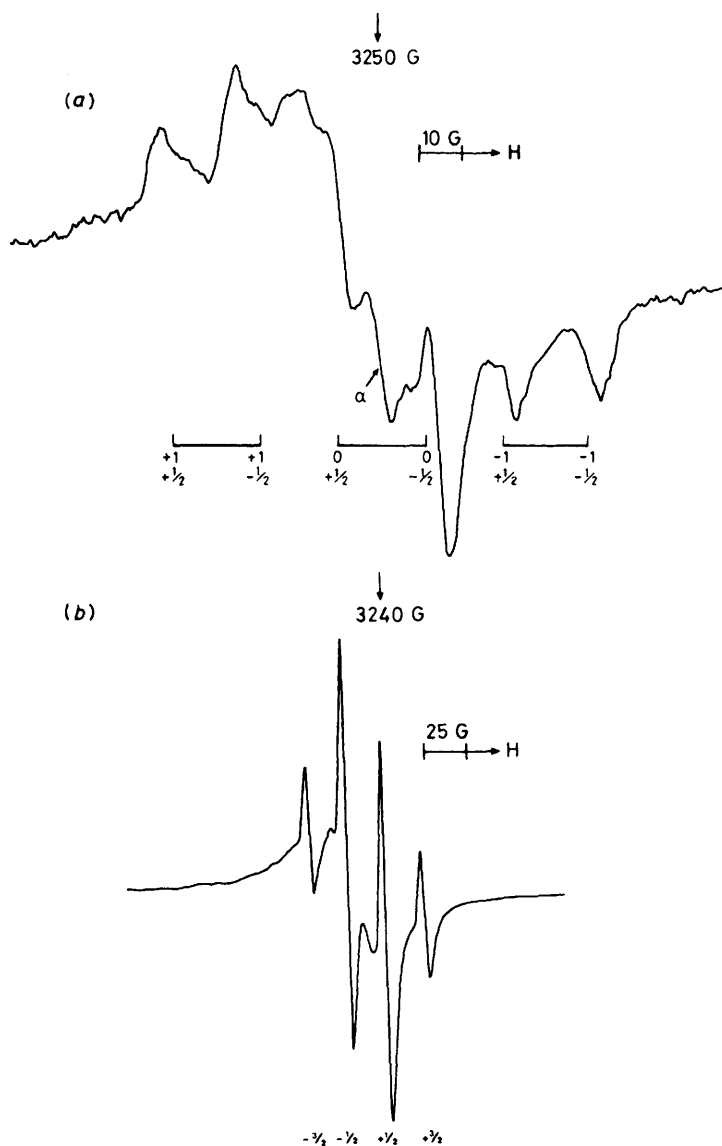 3250 G
(a)
10 G
H
α
+1 +1 0 0 -1 -1
+½ -½ +½ -½ +½ -½
3240 G
(b)
25 G
H
-3/2 -½ +½ +3/2